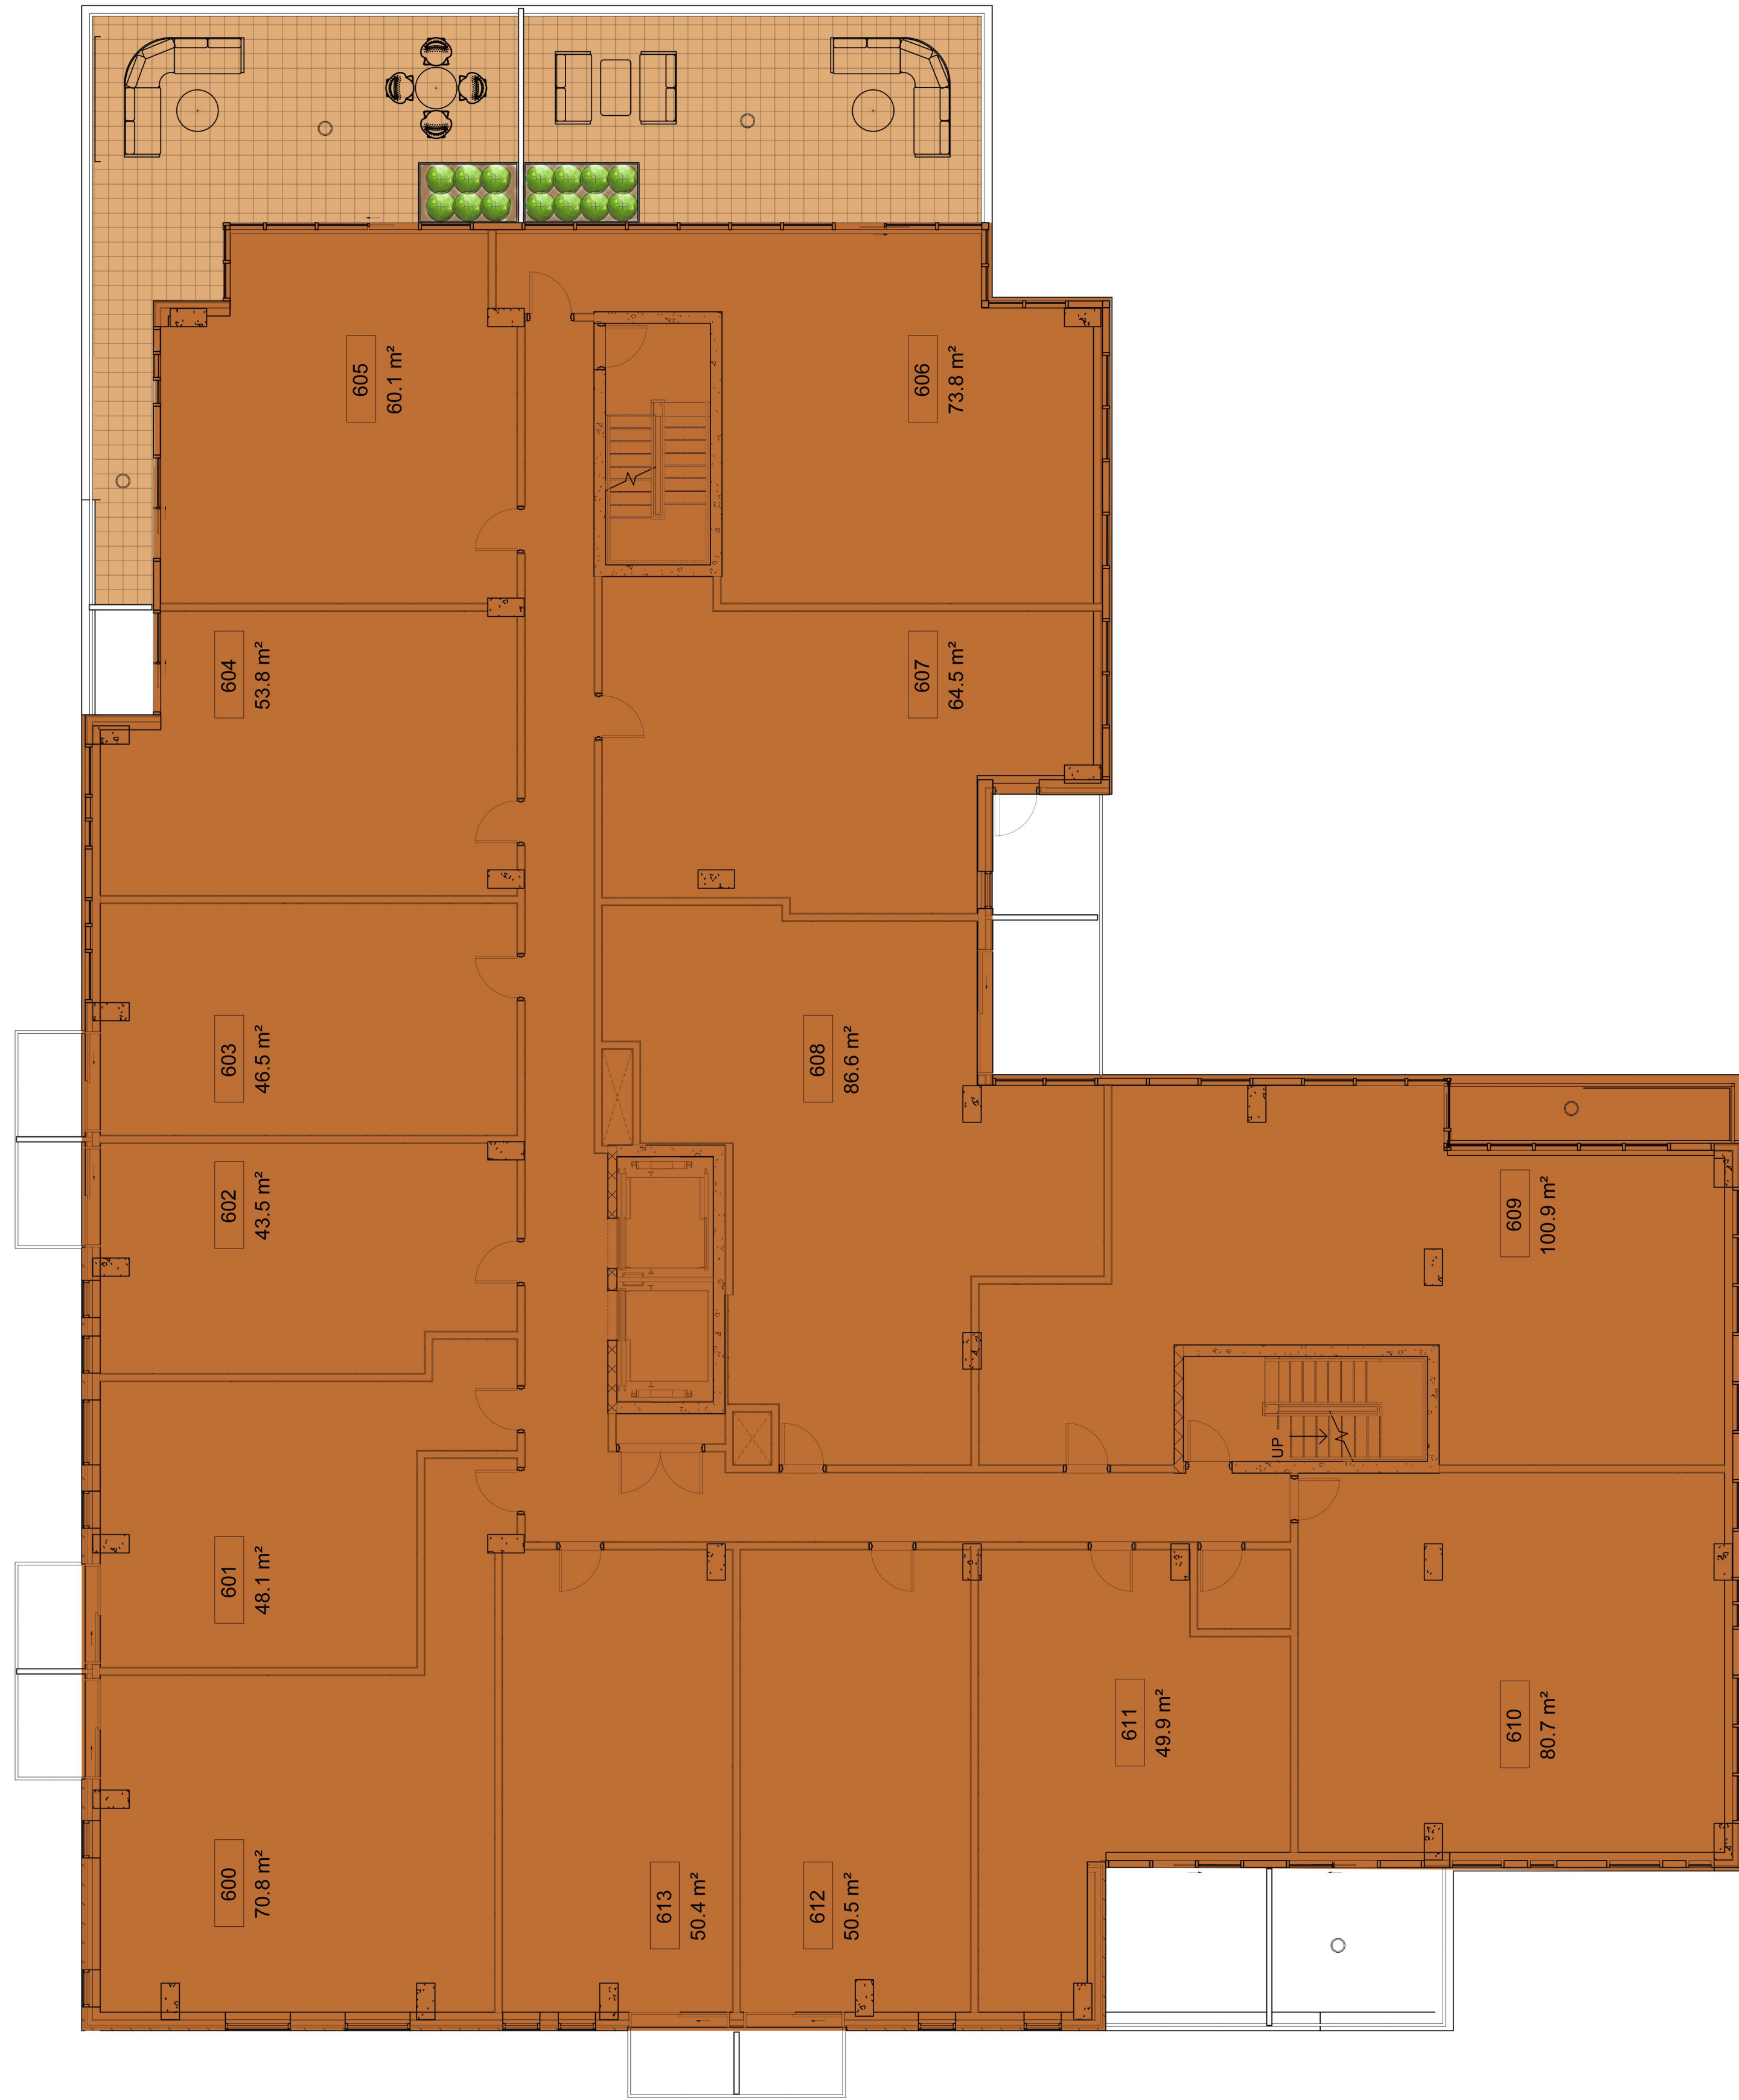 605
60.1 m²
606
73.8 m²
604
53.8 m²
607
64.5 m²
603
46.5 m²
608
86.6 m²
602
43.5 m²
609
100.9 m²
UP
601
48.1 m²
611
49.9 m²
610
80.7 m²
600
70.8 m²
613
50.4 m²
612
50.5 m²